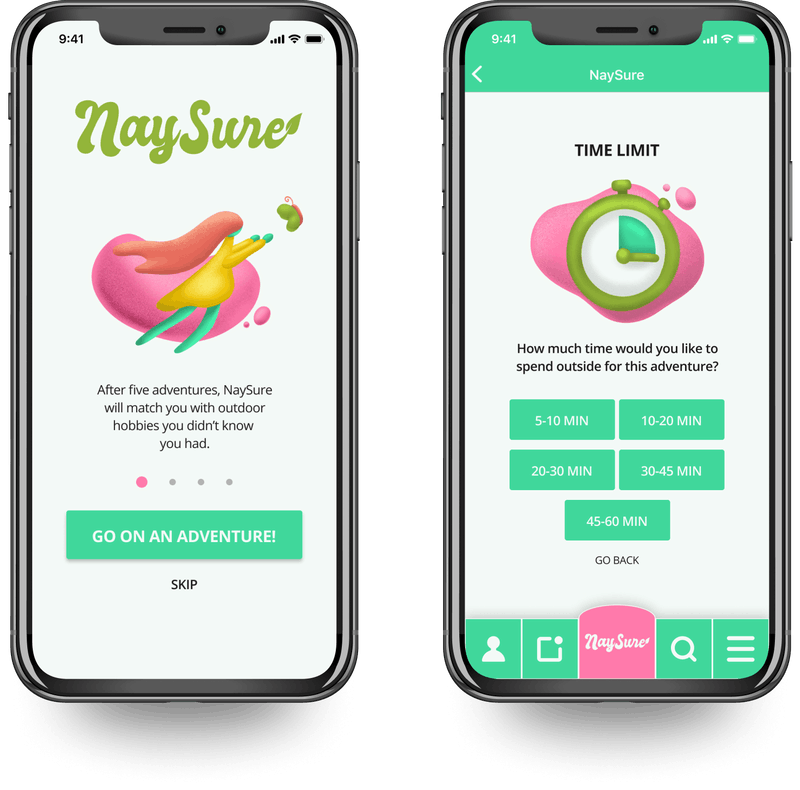 9:41
NaySure
After five adventures, NaySure
will match you with outdoor
hobbies you didn't know
you had.
GO ON AN ADVENTURE!
SKIP
9:41
NaySure
TIME LIMIT
How much time would you like to
spend outside for this adventure?
5-10 MIN
10-20 MIN
20-30 MIN
30-45 MIN
45-60 MIN
GO BACK
NaySure